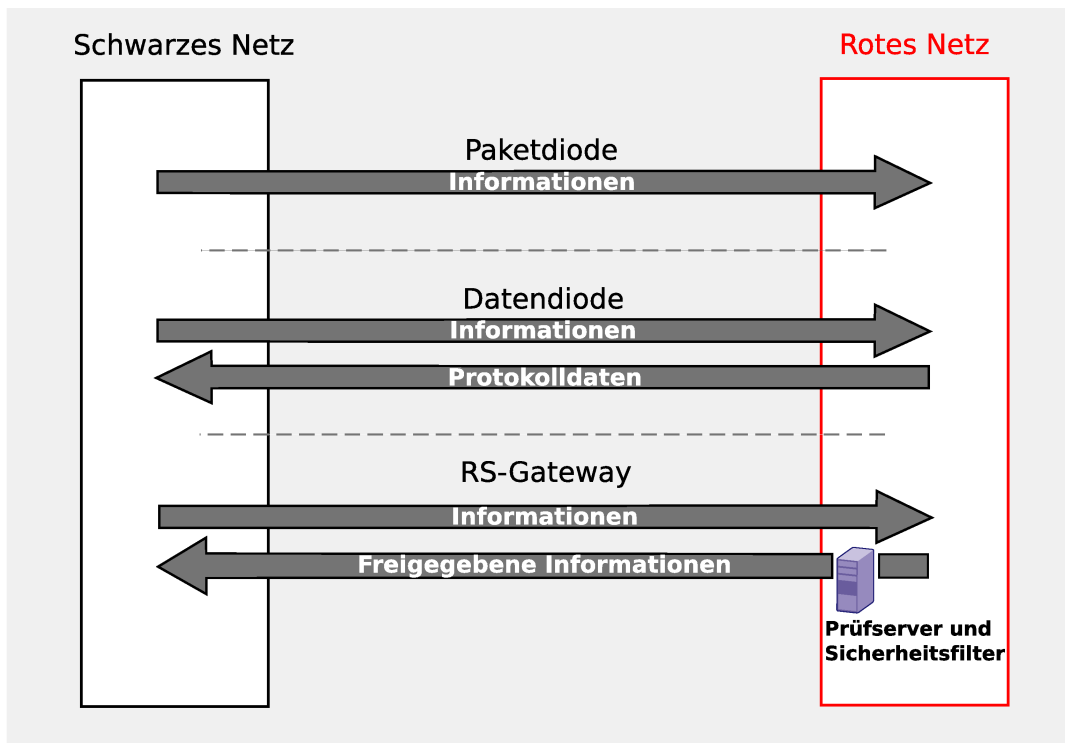 Schwarzes Netz
Rotes Netz
Paketdiode
Informationen
Datendiode
Informationen
Protokolldaten
RS-Gateway
Informationen
Freigegebene Informationen
Prüfserver und
Sicherheitsfilter